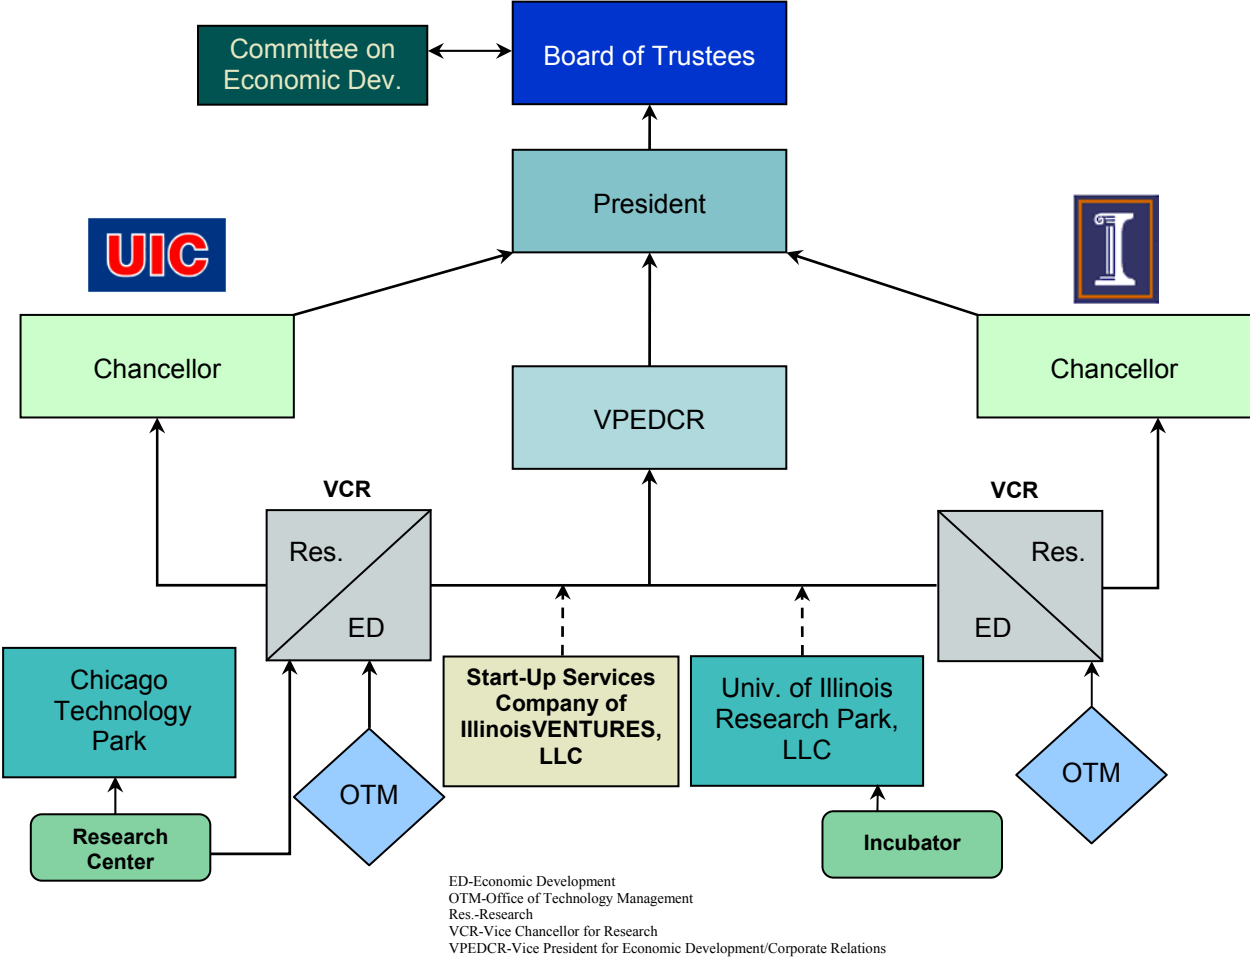 Committee on
Economic Dev.
Board of Trustees
President
UIC
I
Chancellor
Chancellor
VPEDCR
VCR
VCR
Res.
ED
Res.
ED
Chicago
Technology
Park
Start-Up Services
Company of
IllinoisVENTURES,
LLC
Univ. of Illinois
Research Park,
LLC
OTM
OTM
Research
Center
Incubator
ED-Economic Development
OTM-Office of Technology Management
Res.-Research
VCR-Vice Chancellor for Research
VPEDCR-Vice President for Economic Development/Corporate Relations